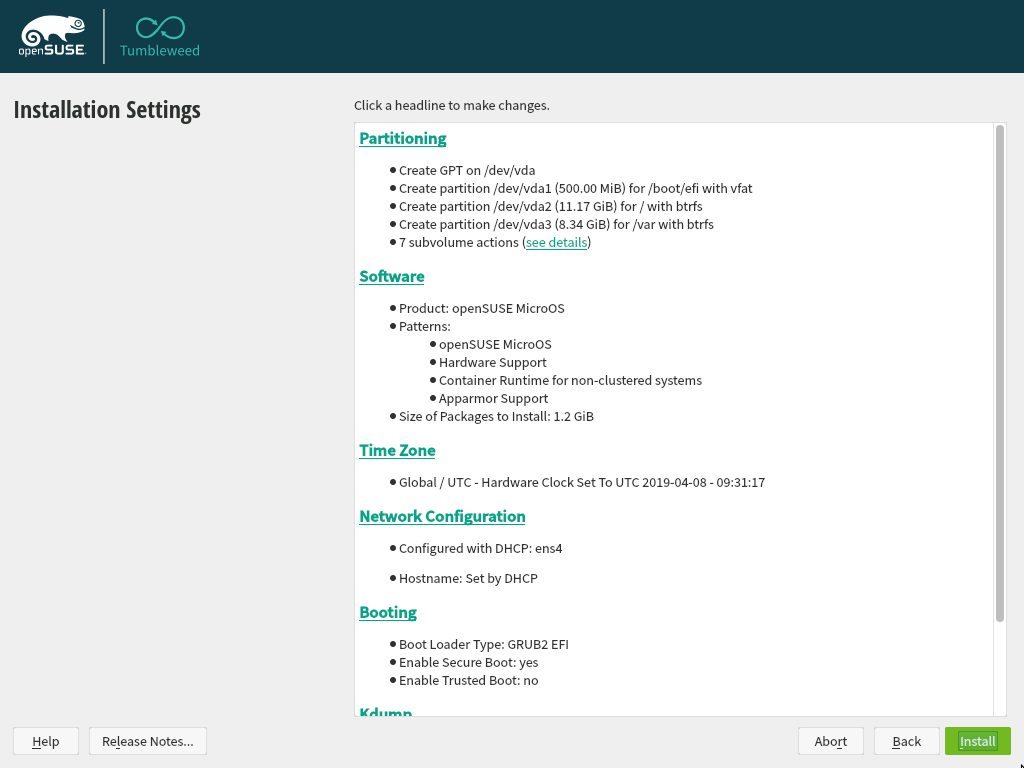 openSUSE
Tumbleweed
Installation Settings
Click a headline to make changes.
Partitioning
Create GPT on /dev/vda
Create partition /dev/vda1 (500.00 MiB) for /boot/efi with vfat
Create partition /dev/vda2 (11.17 GiB) for / with btrfs
Create partition /dev/vda3 (8.34 GiB) for /var with btrfs
7 subvolume actions (see details)
Software
Product: openSUSE MicroOS
Patterns:
openSUSE MicroOS
Hardware Support
Container Runtime for non-clustered systems
Apparmor Support
Size of Packages to Install: 1.2 GiB
Time Zone
Global / UTC - Hardware Clock Set To UTC 2019-04-08 - 09:31:17
Network Configuration
Configured with DHCP: ens4
Hostname: Set by DHCP
Booting
Boot Loader Type: GRUB2 EFI
Enable Secure Boot: yes
Enable Trusted Boot: no
Kdump
Help Release Notes... Abort Back Install